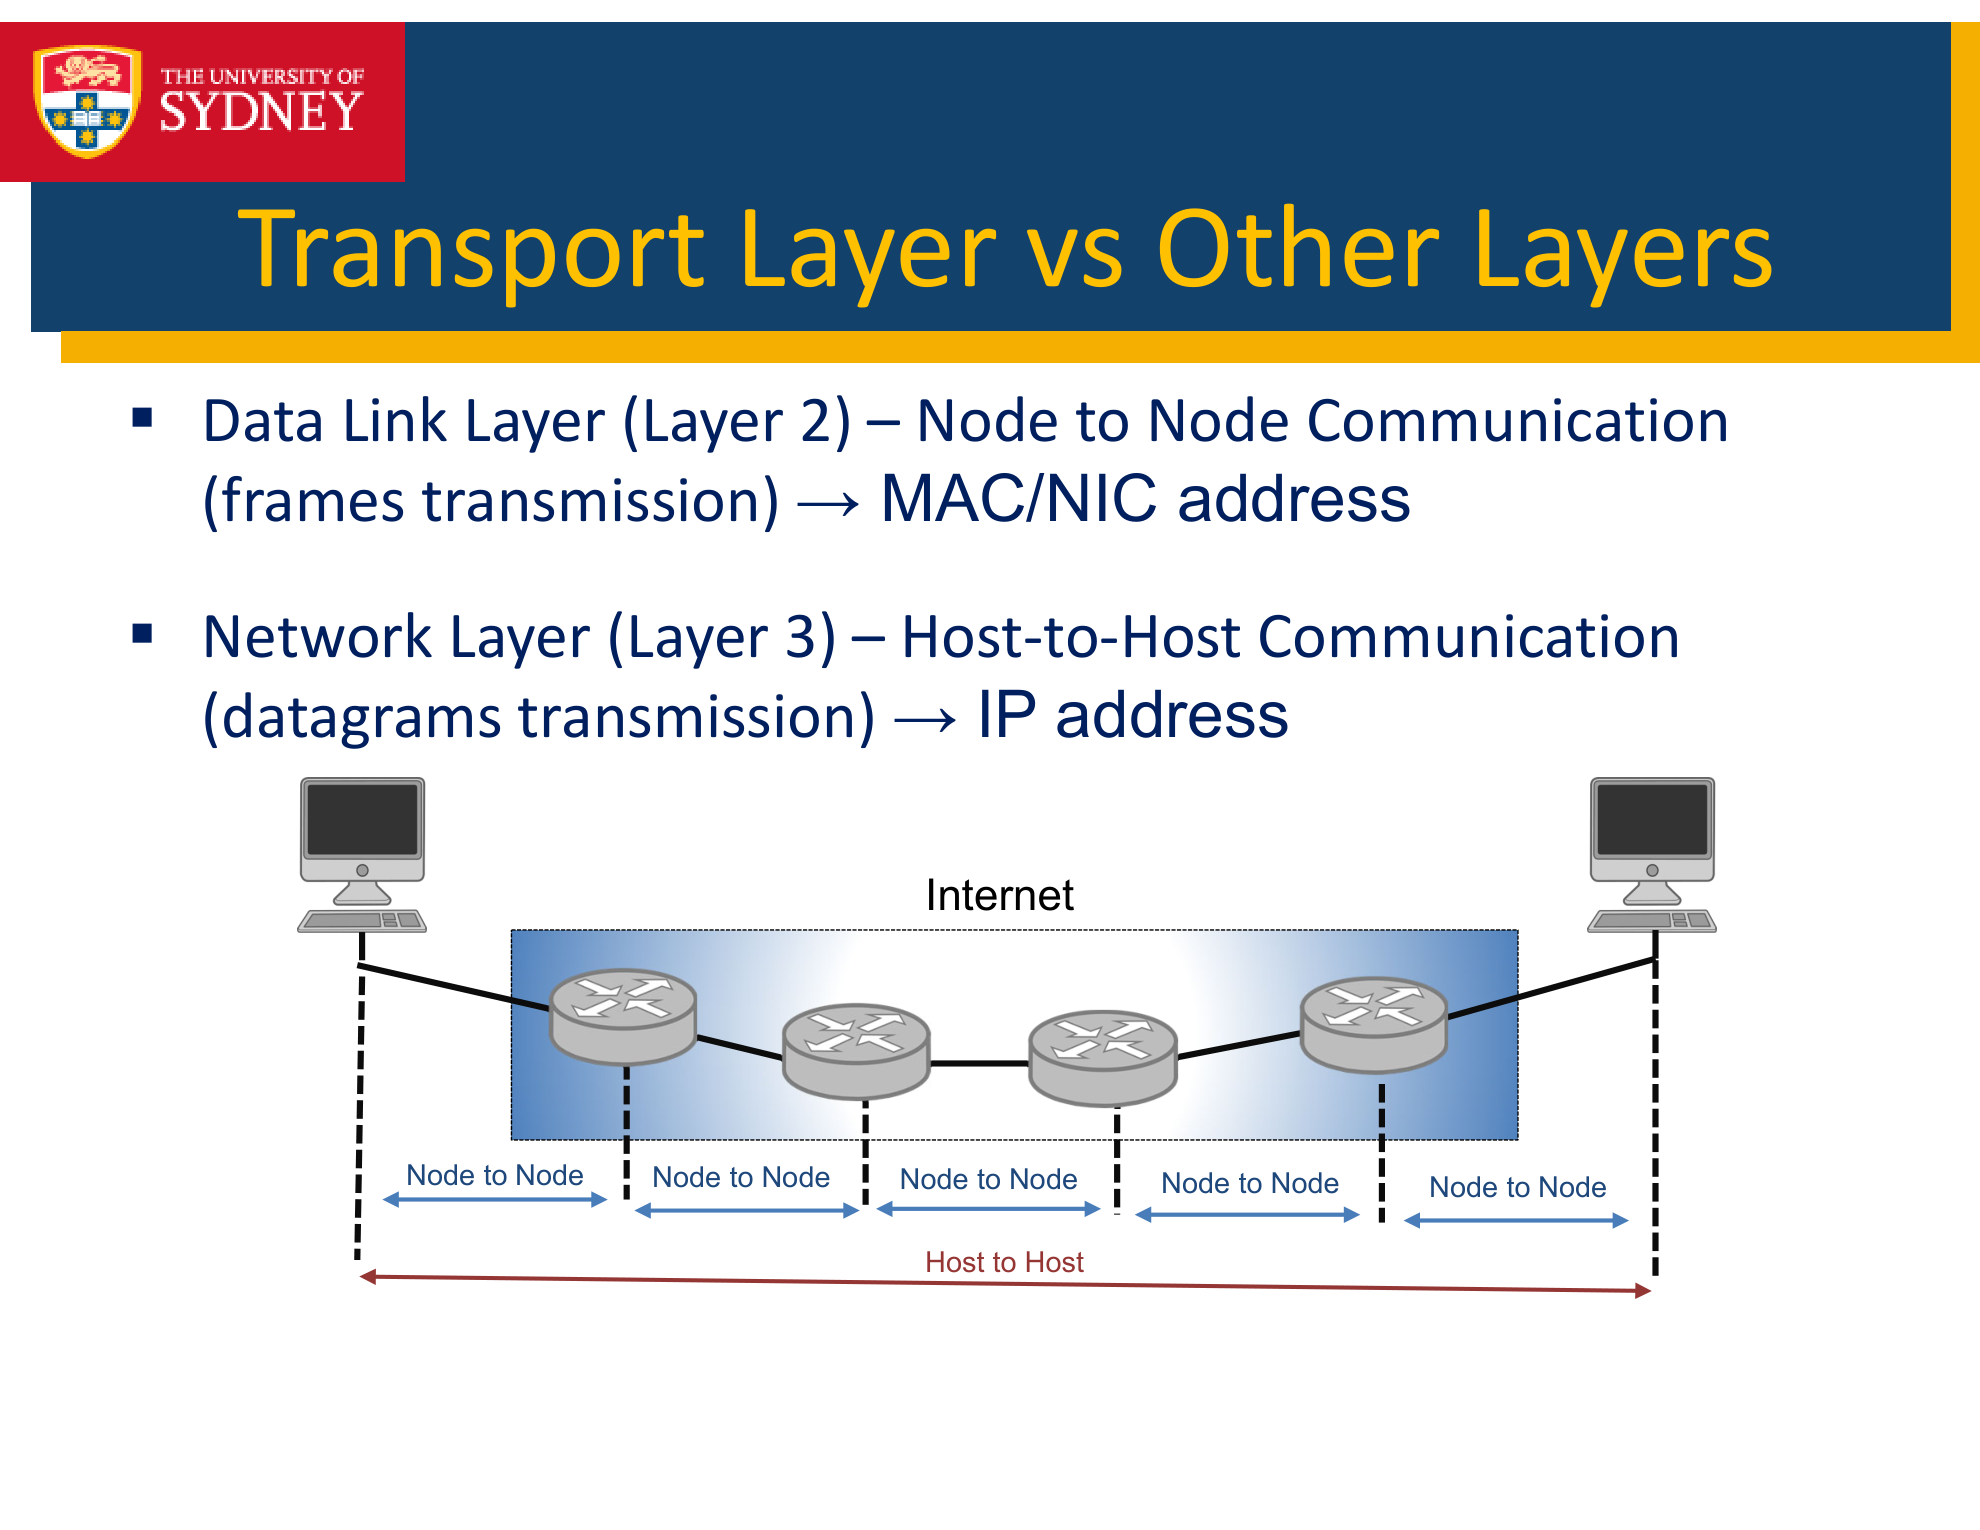 THE UNIVERSITY OF
SYDNEY
Transport Layer vs Other Layers
▪ Data Link Layer (Layer 2) – Node to Node Communication
(frames transmission) → MAC/NIC address
▪ Network Layer (Layer 3) – Host-to-Host Communication
(datagrams transmission) → IP address
Internet
Node to Node
Node to Node
Node to Node
Node to Node
Node to Node
Host to Host